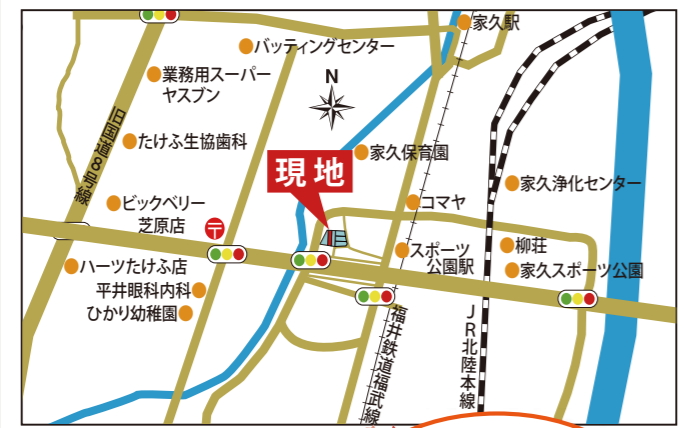 家久駅
バッティングセンター
業務用スーパー
ヤスブン
N
旧国道8号線
たけふ生協歯科
家久保育園
現地
家久浄化センター
ビックベリー
芝原店
コマヤ
〒
スポーツ
公園駅
柳荘
家久スポーツ公園
ハーツたけふ店
平井眼科内科
ひかり幼稚園
福井鉄道福武線
JR北陸本線